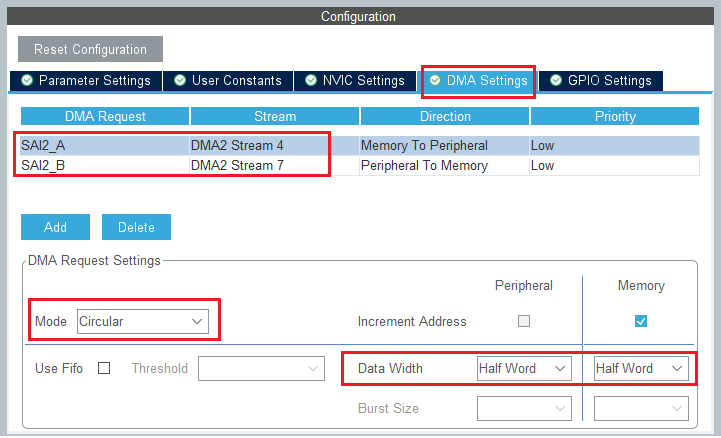 Configuration
Reset Configuration
Parameter Settings User Constants NVIC Settings DMA Settings GPIO Settings
DMA Request Stream Direction Priority
SAI2_A DMA2 Stream 4 Memory To Peripheral Low
SAI2_B DMA2 Stream 7 Peripheral To Memory Low
Add Delete
DMA Request Settings
Peripheral Memory
Mode Circular Increment Address
Use Fifo Threshold Data Width Half Word Half Word
Burst Size